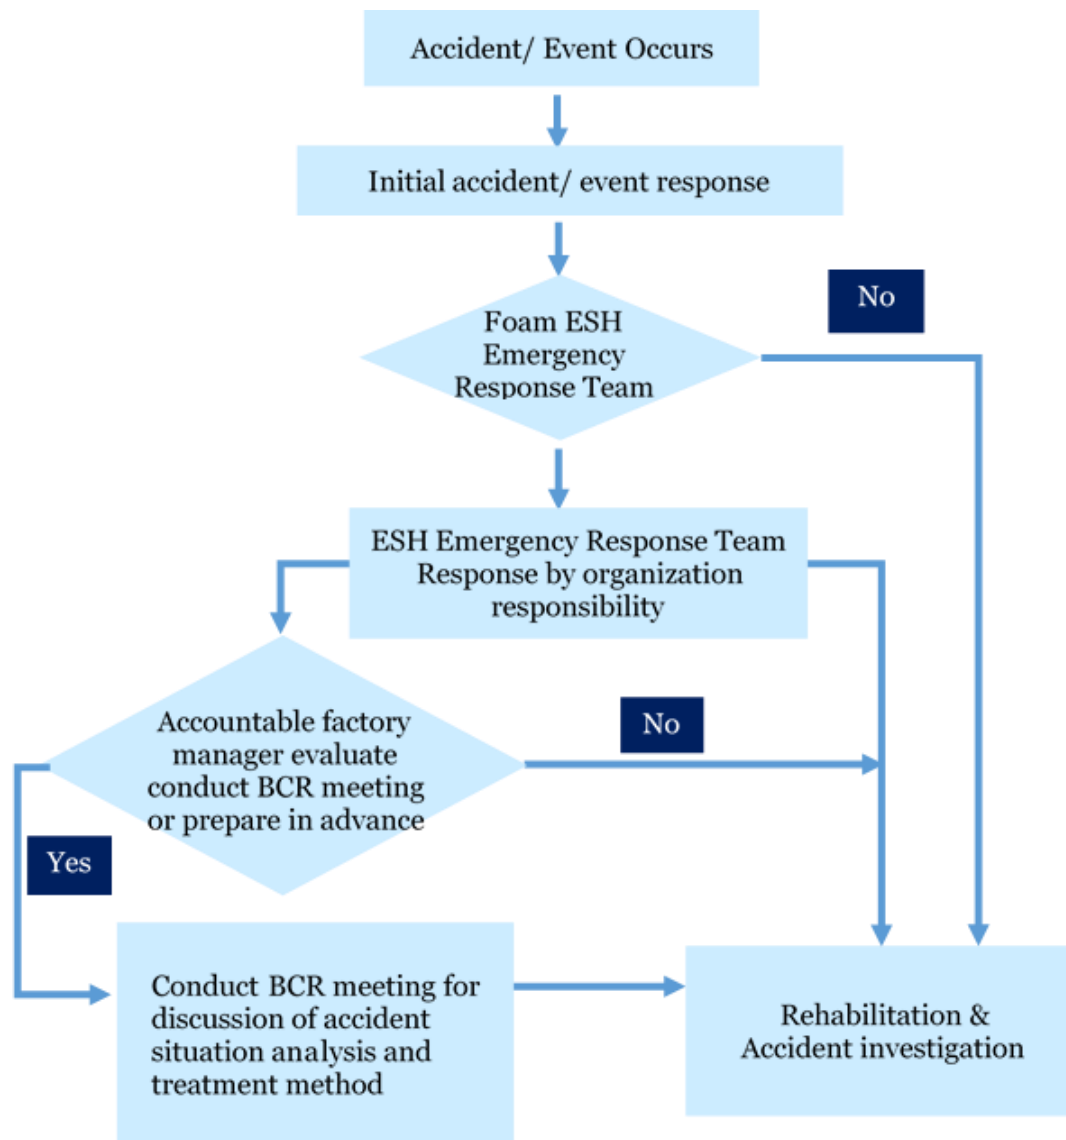 Accident/ Event Occurs
Initial accident/ event response
No
Foam ESH
Emergency
Response Team
ESH Emergency Response Team
Response by organization
responsibility
Accountable factory
manager evaluate
conduct BCR meeting
or prepare in advance
No
Yes
Conduct BCR meeting for
discussion of accident
situation analysis and
treatment method
Rehabilitation &
Accident investigation